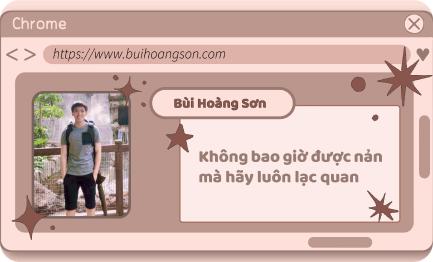 Chrome
https://www.buihoangson.com
Bùi Hoàng Sơn
Không bao giờ được nản
mà hãy luôn lạc quan